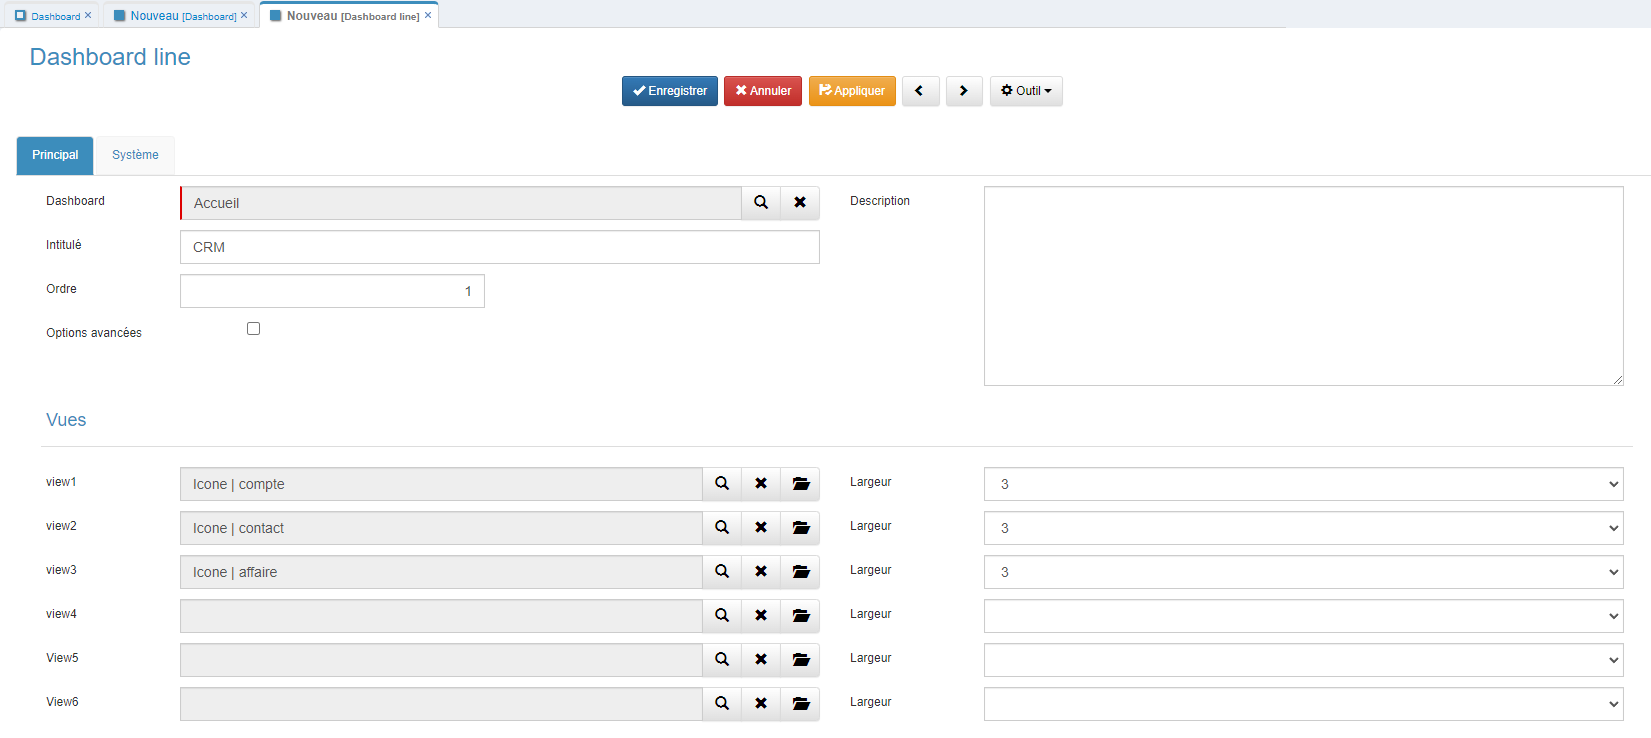 Dashboard Nouveau [Dashboard] Nouveau [Dashboard line]
Dashboard line
Enregistrer Annuler Appliquer Outil
Principal Système
Dashboard Accueil Description
Intitulé CRM
Ordre 1
Options avancées
Vues
view1 Icone | compte Largeur 3
view2 Icone | contact Largeur 3
view3 Icone | affaire Largeur 3
view4 Largeur
View5 Largeur
View6 Largeur